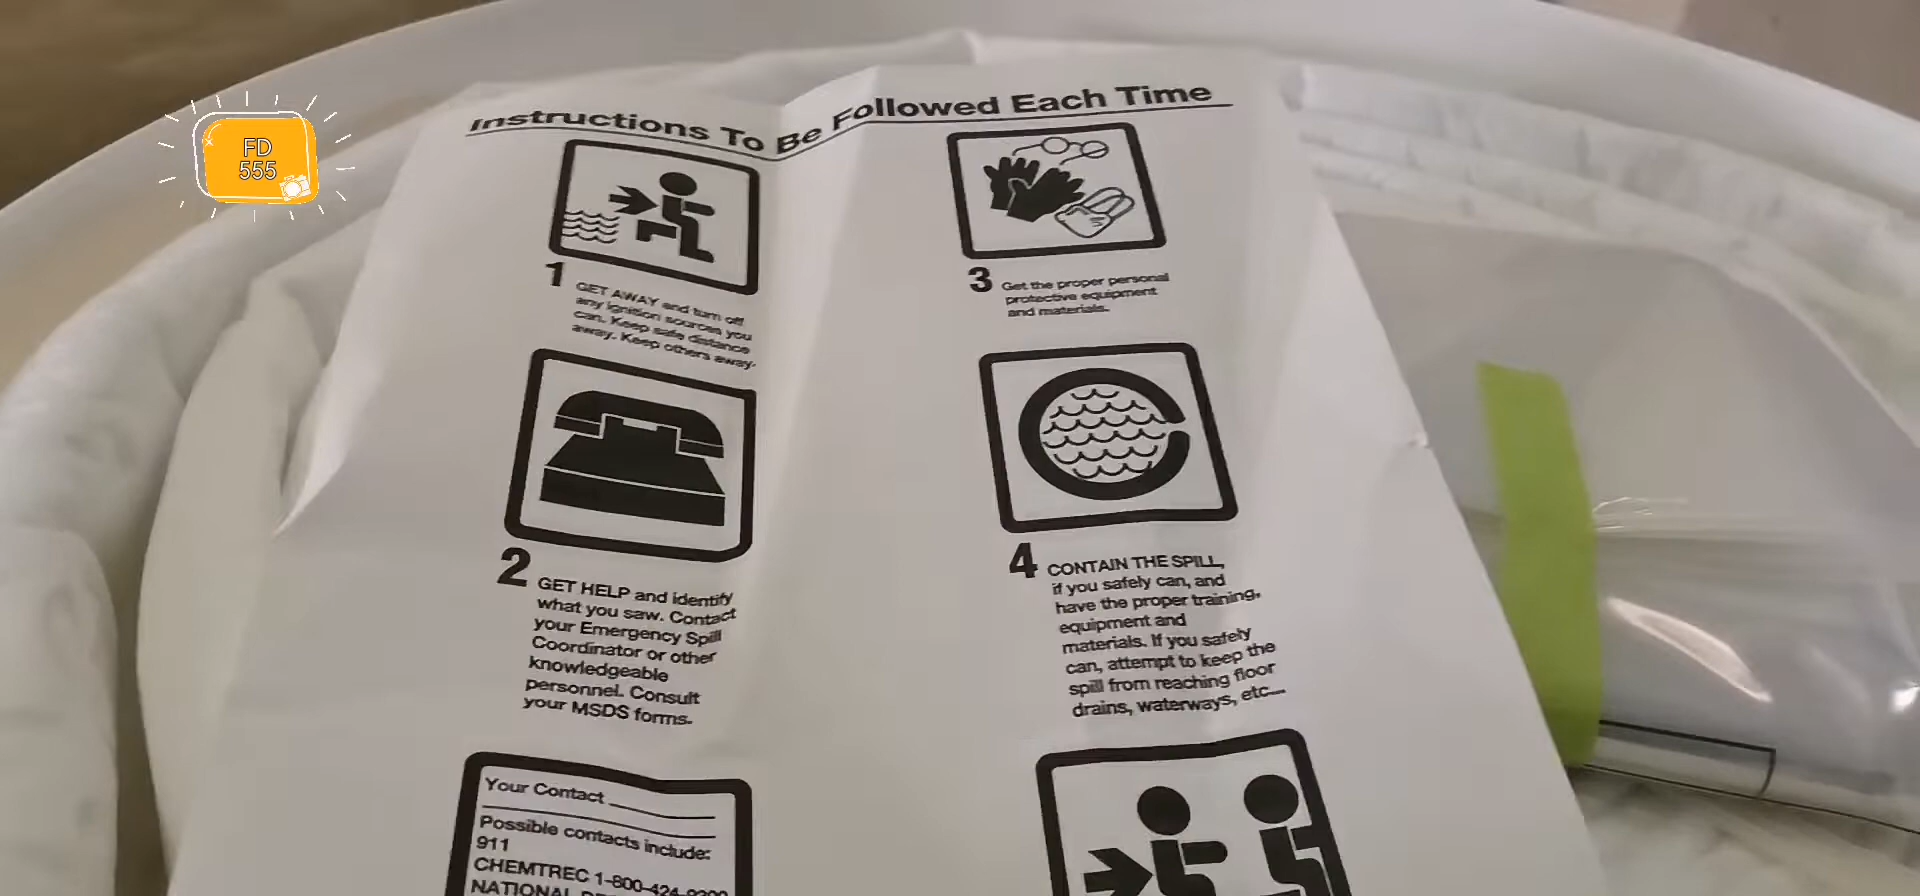 FD
555
Instructions To Be Followed Each Time
1
GET AWAY and turn off
any ignition sources you
can. Keep safe distance
away. Keep others away.
2
GET HELP and identify
what you saw. Contact
your Emergency Spill
Coordinator or other
knowledgeable
personnel. Consult
your MSDS forms.
Your Contact
Possible contacts include:
911
CHEMTREC 1-800-424-9300
NATIONAL
3
Get the proper personal
protective equipment
and materials.
4
CONTAIN THE SPILL,
if you safely can, and
have the proper training,
equipment and
materials. If you safely
can, attempt to keep the
spill from reaching floor
drains, waterways, etc....